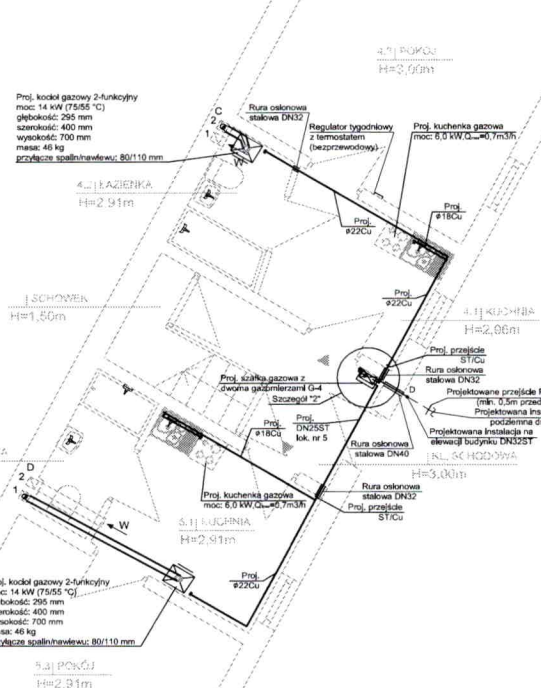 4.3| POKÓJ
H=3,00m
Proj. kocioł gazowy 2-funkcyjny
moc: 14 kW (75/55 °C)
głębokość: 295 mm
szerokość: 400 mm
wysokość: 700 mm
masa: 46 kg
przyłącze spalin/nawiewu: 80/110 mm
C
2
1
W
Rura osłonowa
stalowa DN32
Regulator tygodniowy
z termostatem
(bezprzewodowy)
Proj. kuchenka gazowa
moc: 6,0 kW, =0,7m3/h
ŁAZIENKA
H=2,91m
Proj.
ø22Cu
Proj.
ø18Cu
Proj.
ø22Cu
| SCHOWEK
H=1,50m
4.1| KUCHNIA
H=2,96m
Proj. przejście
ST/Cu
Rura osłonowa
stalowa DN32
Proj. szafka gazowa z
dwoma gazomierzami G-4
Szczegół "2"
D
Projektowane przejście
(min. 0,5m przed
Projektowana
podziemna
Projektowana instalacja na
elewacji budynku DN32ST
Proj.
ø18Cu
Proj.
DN25ST
lok. nr 5
Rura osłonowa
stalowa DN40
| KL. SCHODOWA
H=3,00m
D
2
1
W
Rura osłonowa
stalowa DN32
Proj. kuchenka gazowa
moc: 6,0 kW, =0,7m3/h
Proj. przejście
ST/Cu
5.1| KUCHNIA
H=2,91m
Proj.
ø22Cu
kocioł gazowy 2-funkcyjny
14 kW (75/55 °C)
295 mm
400 mm
700 mm
46 kg
spalin/nawiewu: 80/110 mm
5.3| POKÓJ
H=2,91m